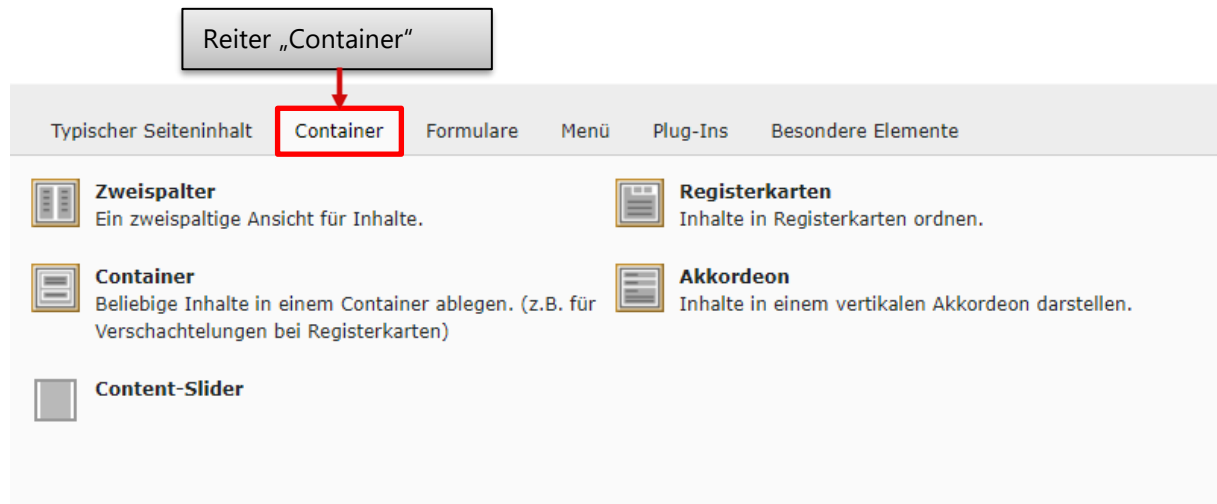 Reiter „Container“
Typischer Seiteninhalt Container Formulare Menü Plug-Ins Besondere Elemente
Zweispalter
Ein zweispaltige Ansicht für Inhalte.
Registerkarten
Inhalte in Registerkarten ordnen.
Container
Beliebige Inhalte in einem Container ablegen. (z.B. für
Verschachtelungen bei Registerkarten)
Akkordeon
Inhalte in einem vertikalen Akkordeon darstellen.
Content-Slider